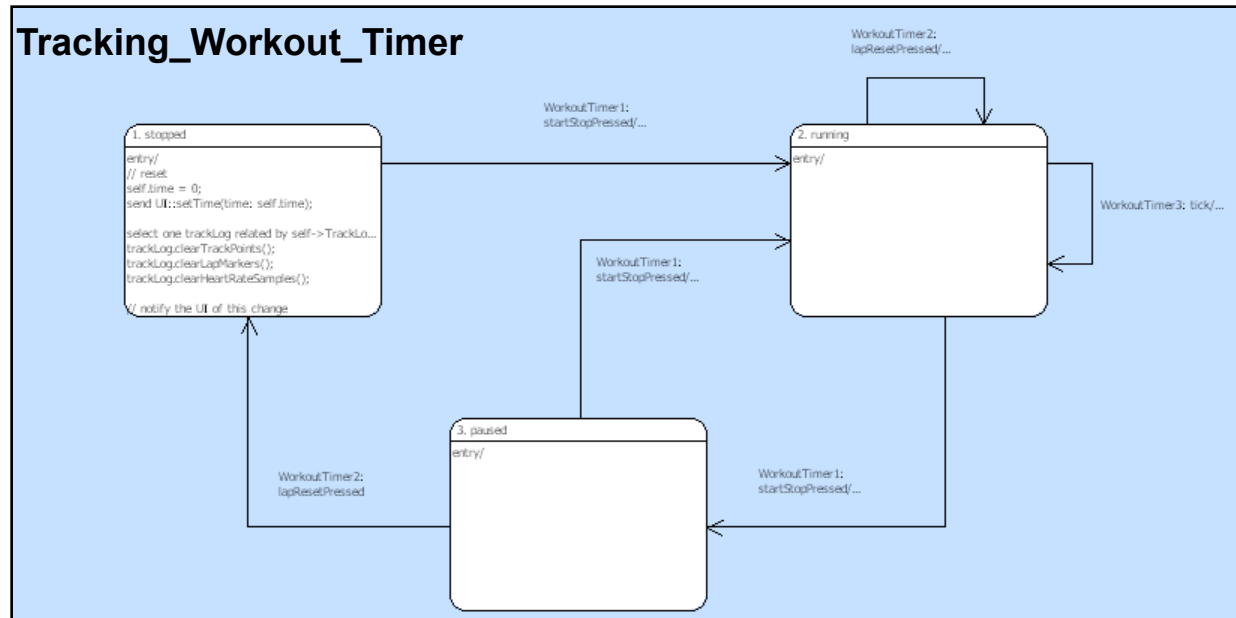 Tracking_Workout_Timer
WorkoutTimer2:
lapResetPressed/...
WorkoutTimer1:
startStopPressed/...
1. stopped
entry/
// reset
self.time = 0;
send UI::setTime(time: self.time);
select one trackLog related by self->TrackLo...
trackLog.clearTrackPoints();
trackLog.clearLapMarkers();
trackLog.clearHeartRateSamples();
// notify the UI of this change
2. running
entry/
WorkoutTimer3: tick/...
WorkoutTimer1:
startStopPressed/...
3. paused
entry/
WorkoutTimer2:
lapResetPressed
WorkoutTimer1:
startStopPressed/...